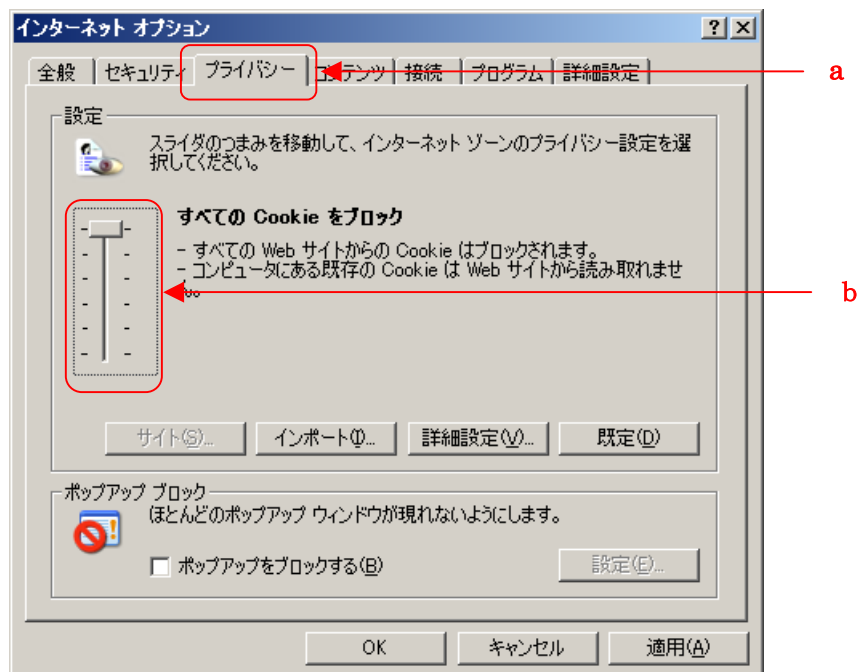 インターネット オプション
全般 セキュリティ プライバシー コンテンツ 接続 プログラム 詳細設定
a
設定
スライダのつまみを移動して、インターネット ゾーンのプライバシー設定を選
択してください。
すべての Cookie をブロック
- すべての Web サイトからの Cookie はブロックされます。
- コンピュータにある既存の Cookie は Web サイトから読み取れませ
ん。
b
サイト(S)... インポート(I)... 詳細設定(V)... 既定(D)
ポップアップ ブロック
ほとんどのポップアップ ウィンドウが現れないようにします。
ポップアップをブロックする(B)
設定(E)...
OK キャンセル 適用(A)